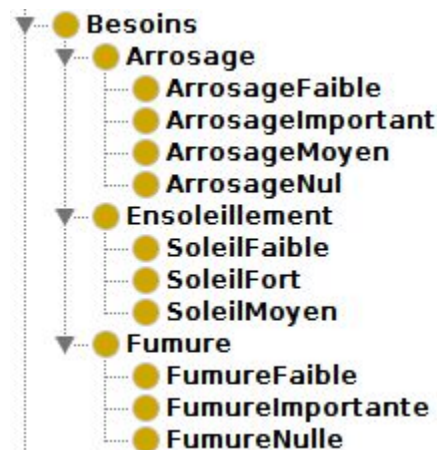 Besoins
Arrosage
ArrosageFaible
ArrosageImportant
ArrosageMoyen
ArrosageNul
Ensoleillement
SoleilFaible
SoleilFort
SoleilMoyen
Fumure
FumureFaible
FumureImportante
FumureNulle